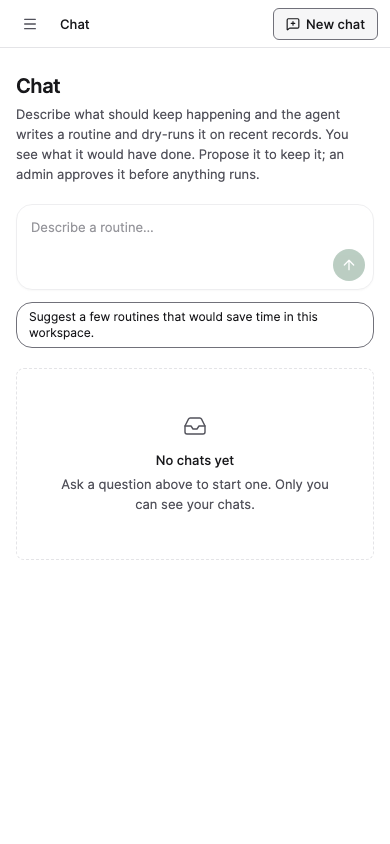 Chat
New chat
Chat
Describe what should keep happening and the agent
writes a routine and dry-runs it on recent records. You
see what it would have done. Propose it to keep it; an
admin approves it before anything runs.
Describe a routine...
Suggest a few routines that would save time in this
workspace.
No chats yet
Ask a question above to start one. Only you
can see your chats.